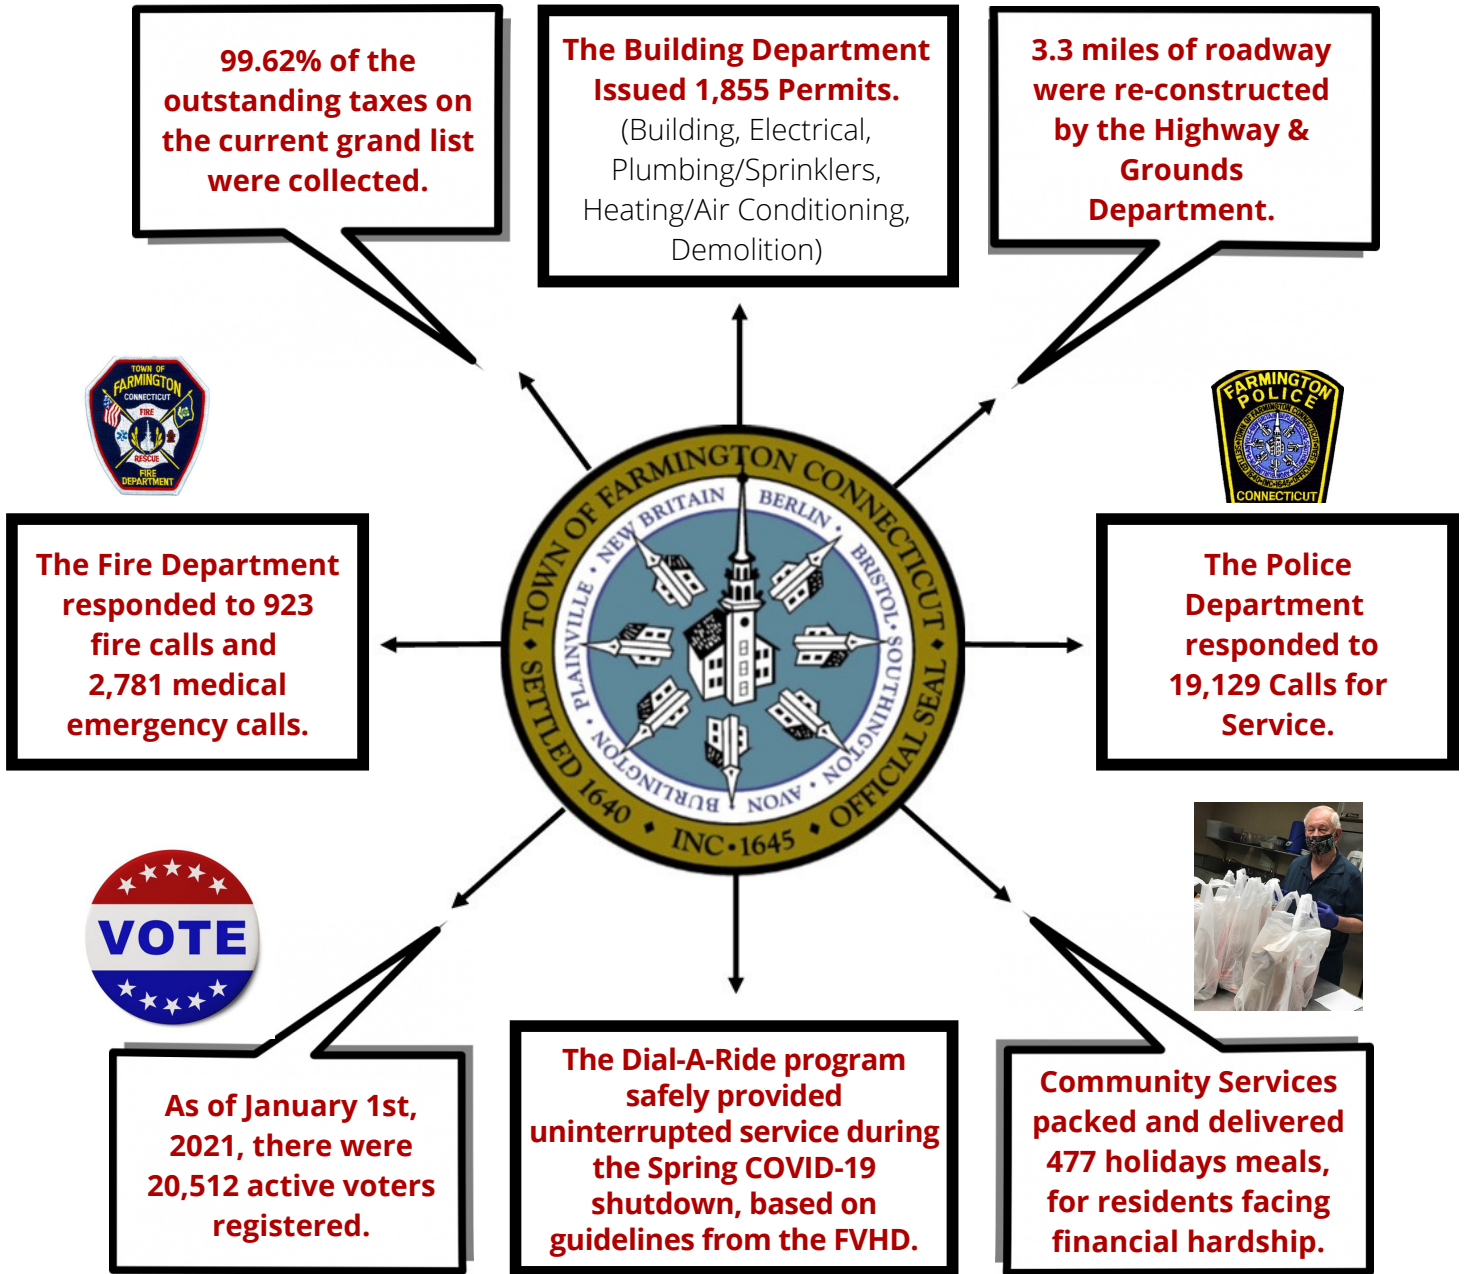 99.62% of the
outstanding taxes on
the current grand list
were collected.
The Building Department
Issued 1,855 Permits.
(Building, Electrical,
Plumbing/Sprinklers,
Heating/Air Conditioning,
Demolition)
3.3 miles of roadway
were re-constructed
by the Highway &
Grounds
Department.
TOWN OF
FARMINGTON
CONNECTICUT
FIRE
RESCUE
FIRE
DEPARTMENT
FARMINGTON
POLICE
CONNECTICUT
The Fire Department
responded to 923
fire calls and
2,781 medical
emergency calls.
TOWN OF FARMINGTON CONNECTICUT
SETTLED 1640 • INC • 1645 • OFFICIAL SEAL
PLAINVILLE • NEW BRITAIN • BERLIN • BRISTOL • SOUTHINGTON • AVON • BURLINGTON
The Police
Department
responded to
19,129 Calls for
Service.
VOTE
As of January 1st,
2021, there were
20,512 active voters
registered.
The Dial-A-Ride program
safely provided
uninterrupted service during
the Spring COVID-19
shutdown, based on
guidelines from the FVHD.
Community Services
packed and delivered
477 holidays meals,
for residents facing
financial hardship.